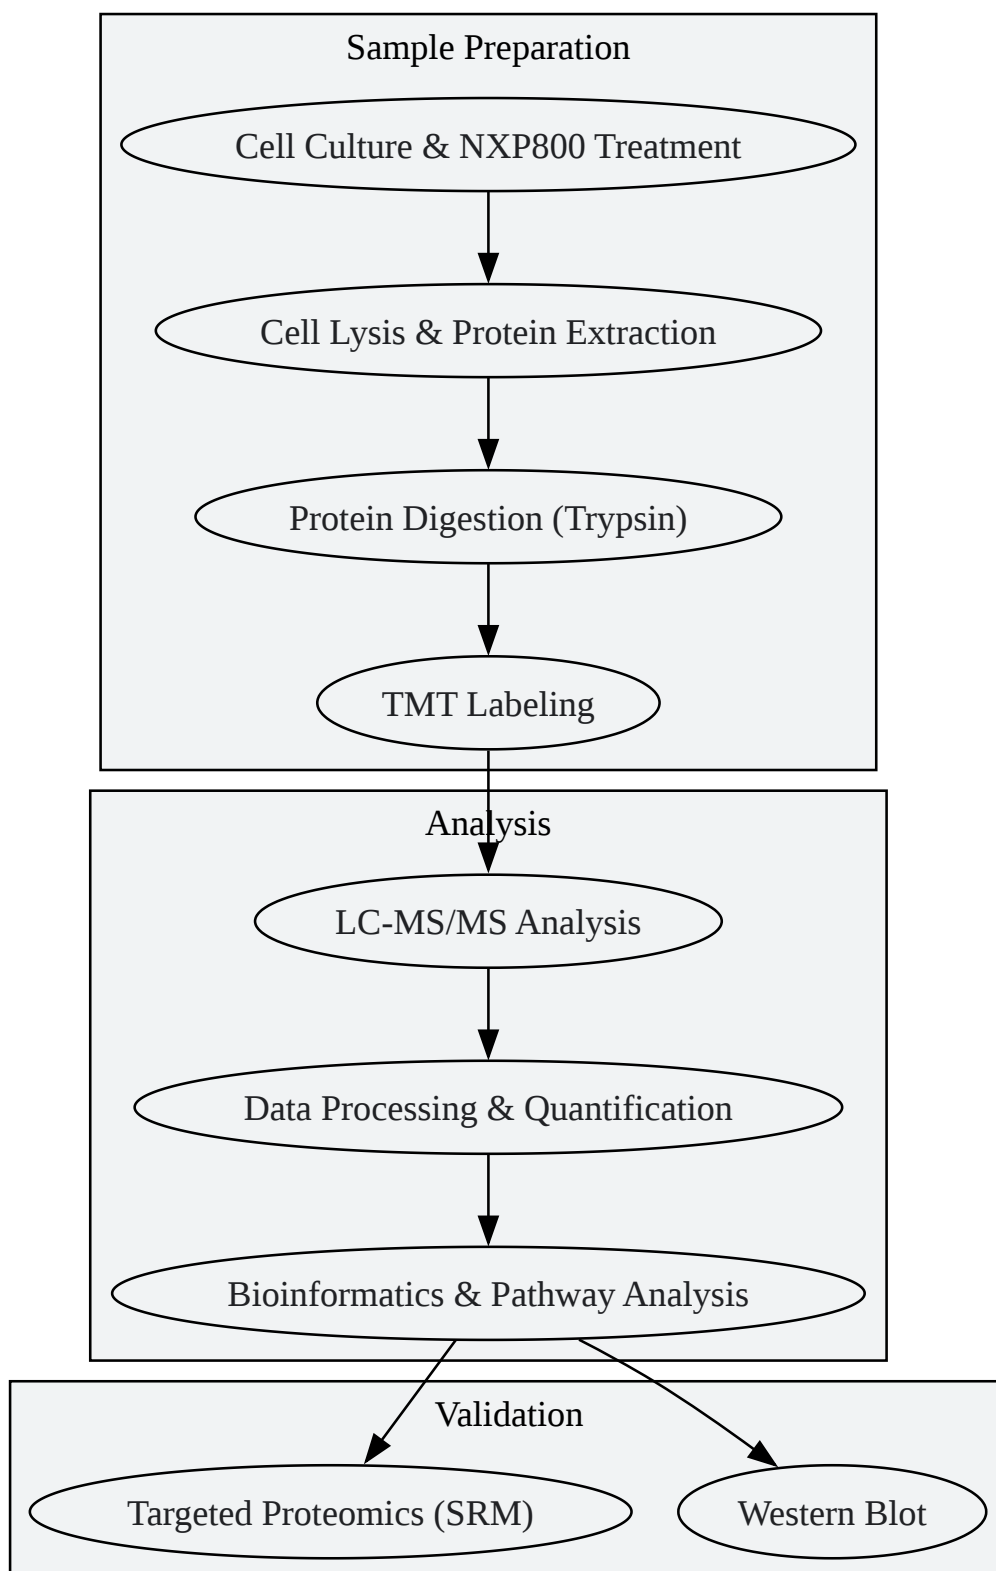 Sample Preparation
Cell Culture & NXP800 Treatment
Cell Lysis & Protein Extraction
Protein Digestion (Trypsin)
TMT Labeling
Analysis
LC-MS/MS Analysis
Data Processing & Quantification
Bioinformatics & Pathway Analysis
Validation
Targeted Proteomics (SRM)
Western Blot